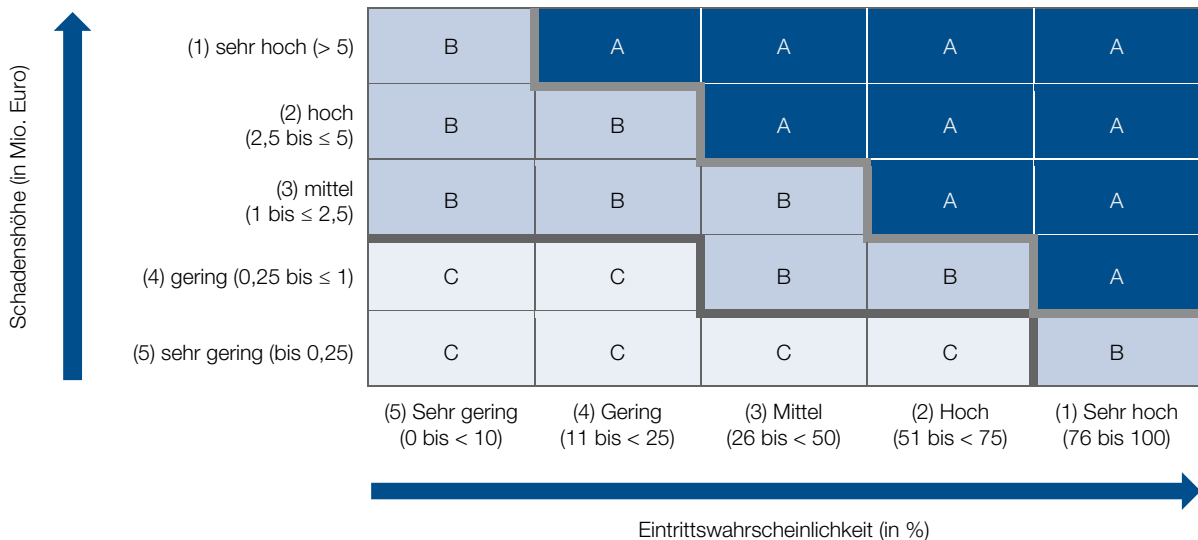 Schadenshöhe (in Mio. Euro)
(1) sehr hoch (> 5)
B
A
A
A
A
(2) hoch
(2,5 bis ≤ 5)
B
B
A
A
A
(3) mittel
(1 bis ≤ 2,5)
B
B
B
A
A
(4) gering (0,25 bis ≤ 1)
C
C
B
B
A
(5) sehr gering (bis 0,25)
C
C
C
C
B
(5) Sehr gering
(0 bis < 10)
(4) Gering
(11 bis < 25)
(3) Mittel
(26 bis < 50)
(2) Hoch
(51 bis < 75)
(1) Sehr hoch
(76 bis 100)
Eintrittswahrscheinlichkeit (in %)